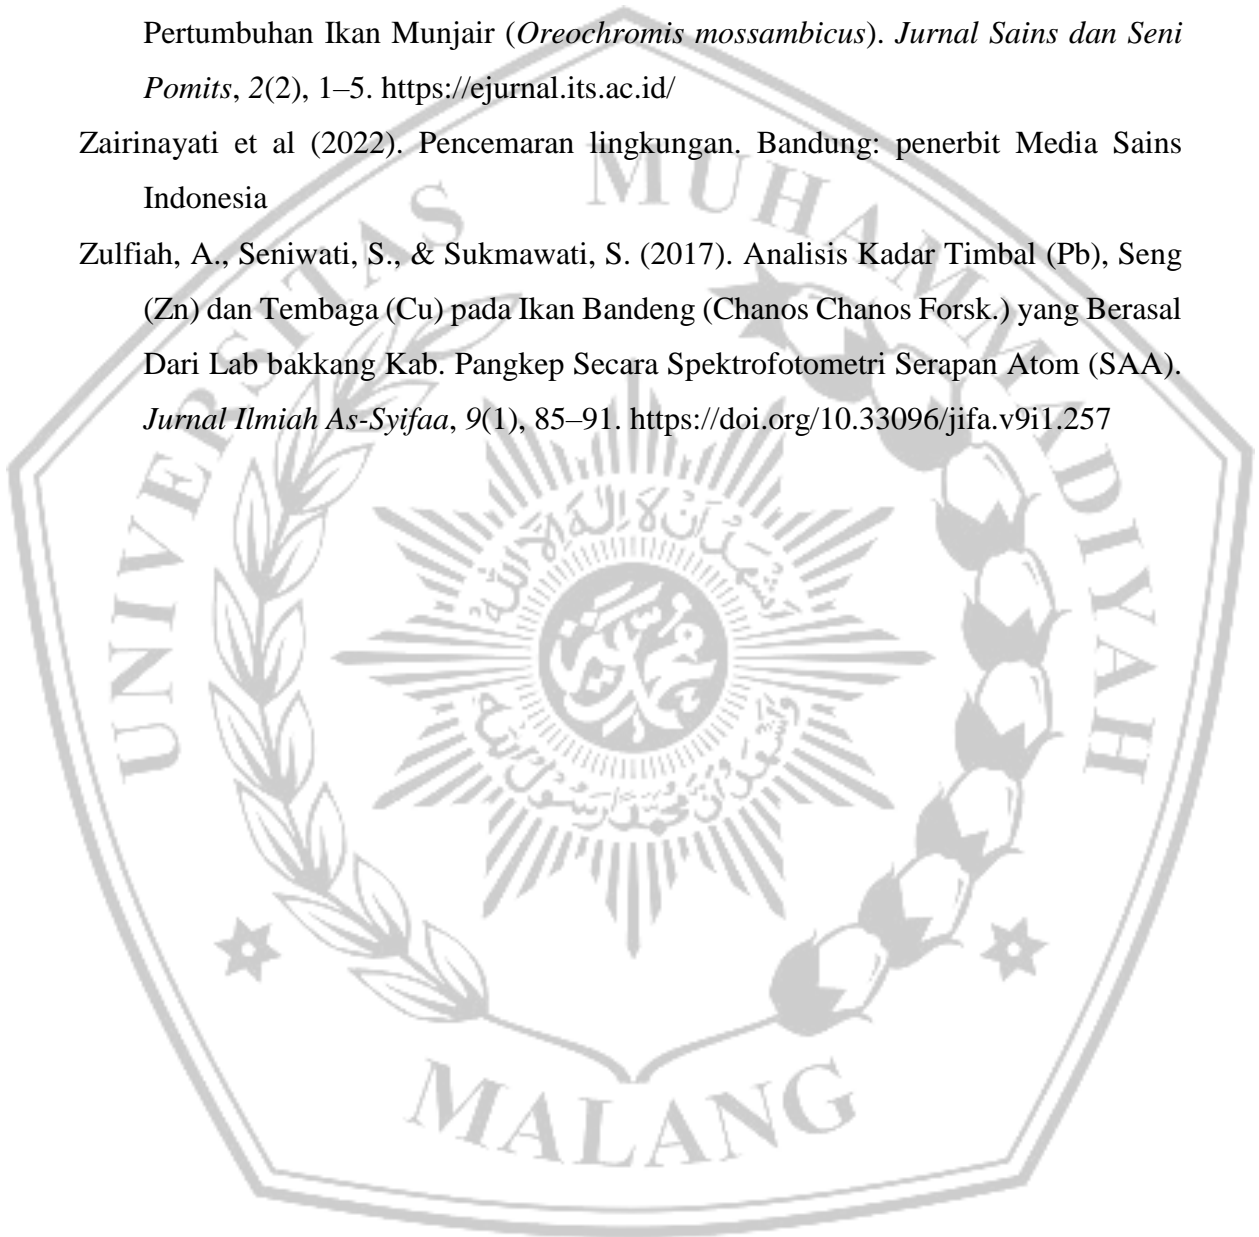 Pertumbuhan Ikan Munjair (Oreochromis mossambicus). Jurnal Sains dan Seni
Pomits, 2(2), 1–5. https://ejurnal.its.ac.id/
Zairinayati et al (2022). Pencemaran lingkungan. Bandung: penerbit Media Sains
Indonesia
Zulfiah, A., Seniwati, S., & Sukmawati, S. (2017). Analisis Kadar Timbal (Pb), Seng
(Zn) dan Tembaga (Cu) pada Ikan Bandeng (Chanos Chanos Forsk.) yang Berasal
Dari Lab bakkang Kab. Pangkep Secara Spektrofotometri Serapan Atom (SAA).
Jurnal Ilmiah As-Syifaa, 9(1), 85–91. https://doi.org/10.33096/jifa.v9i1.257
UNIVERSITAS MUHAMMADIYAH
MALANG